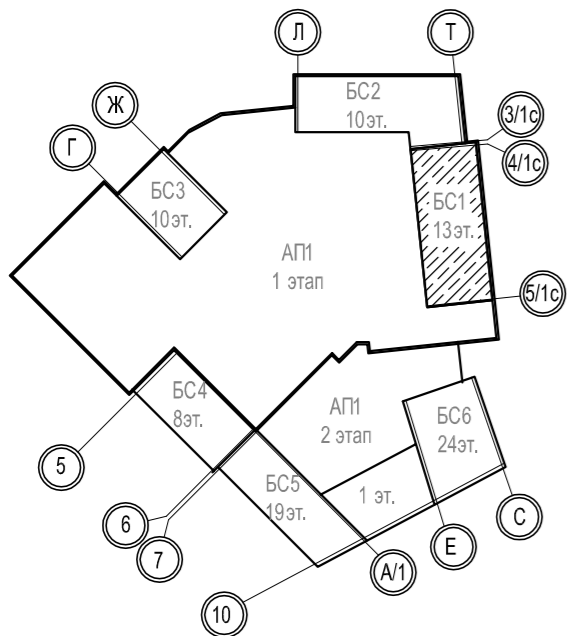 Л
Т
БС2
10эт.
3/1с
Ж
4/1с
Г
БС3
10эт.
БС1
13эт.
АП1
1 этап
5/1с
БС4
8эт.
АП1
2 этап
БС6
24эт.
5
БС5
19эт.
1 эт.
6
7
С
Е
А/1
10